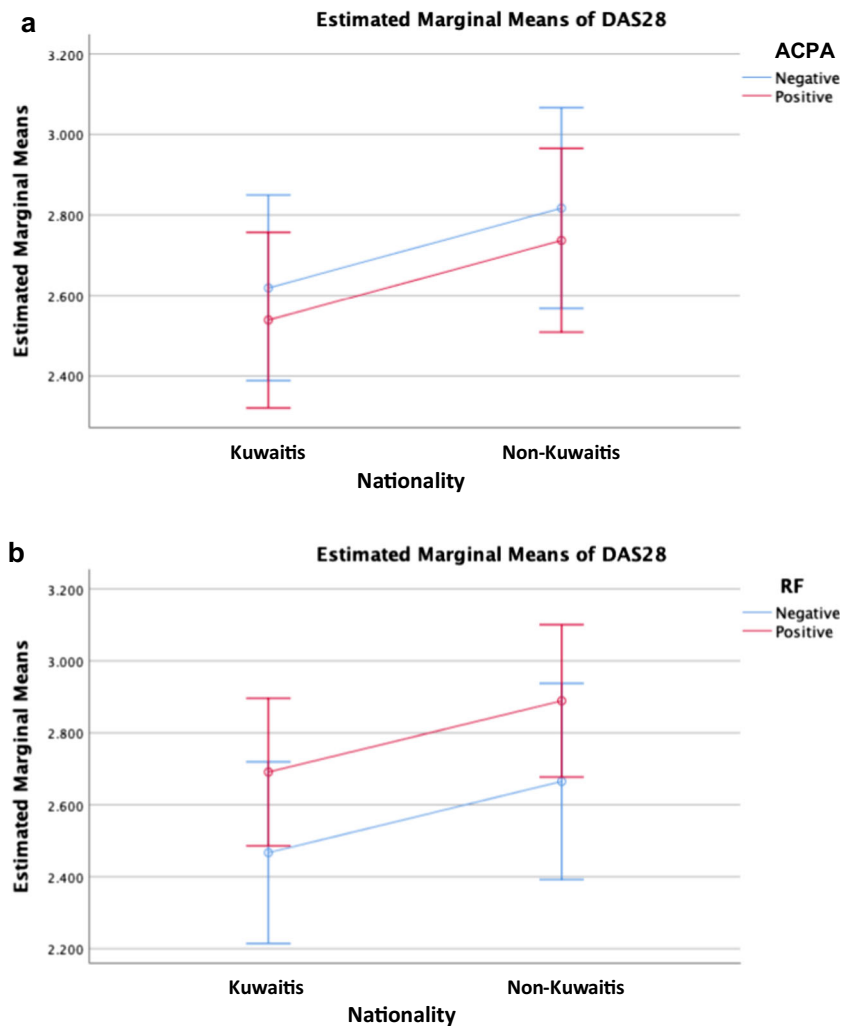 a
Estimated Marginal Means of DAS28
ACPA
Negative
Positive
Estimated Marginal Means
3.200
3.000
2.800
2.600
2.400
Kuwaitis
Non-Kuwaitis
Nationality
b
Estimated Marginal Means of DAS28
RF
Negative
Positive
Estimated Marginal Means
3.200
3.000
2.800
2.600
2.400
2.200
Kuwaitis
Non-Kuwaitis
Nationality